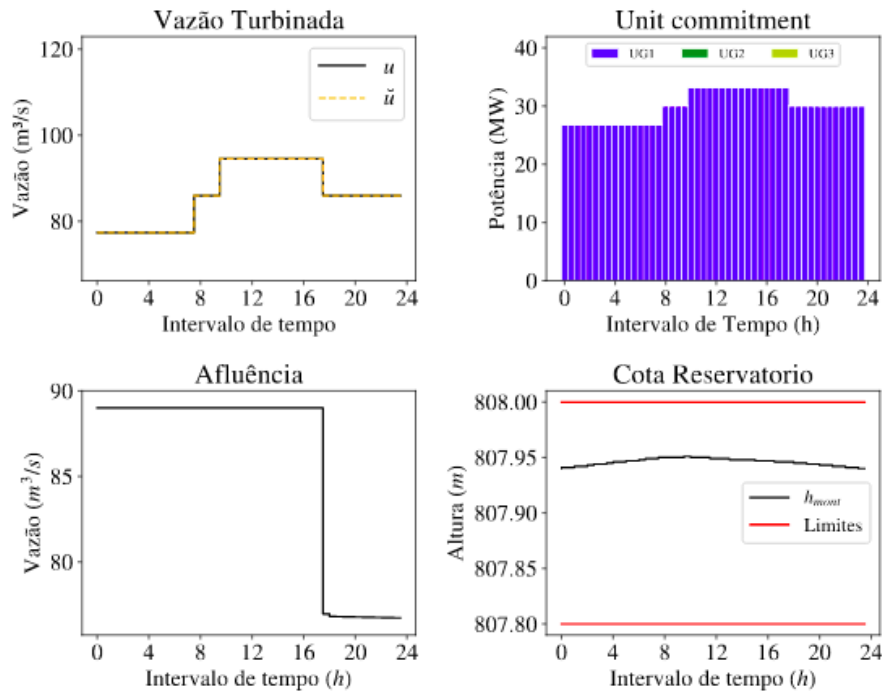 Vazão Turbinada
120
100
80
Vazão (m³/s)
u
ŭ
0 4 8 12 16 20 24
Intervalo de tempo
Unit commitment
40
30
20
10
0
Potência (MW)
UG1 UG2 UG3
0 4 8 12 16 20 24
Intervalo de Tempo (h)
Afluência
90
85
80
Vazão (m³/s)
0 4 8 12 16 20 24
Intervalo de tempo (h)
Cota Reservatorio
808.00
807.95
807.90
807.85
807.80
Altura (m)
h_mont
Limites
0 4 8 12 16 20 24
Intervalo de tempo (h)